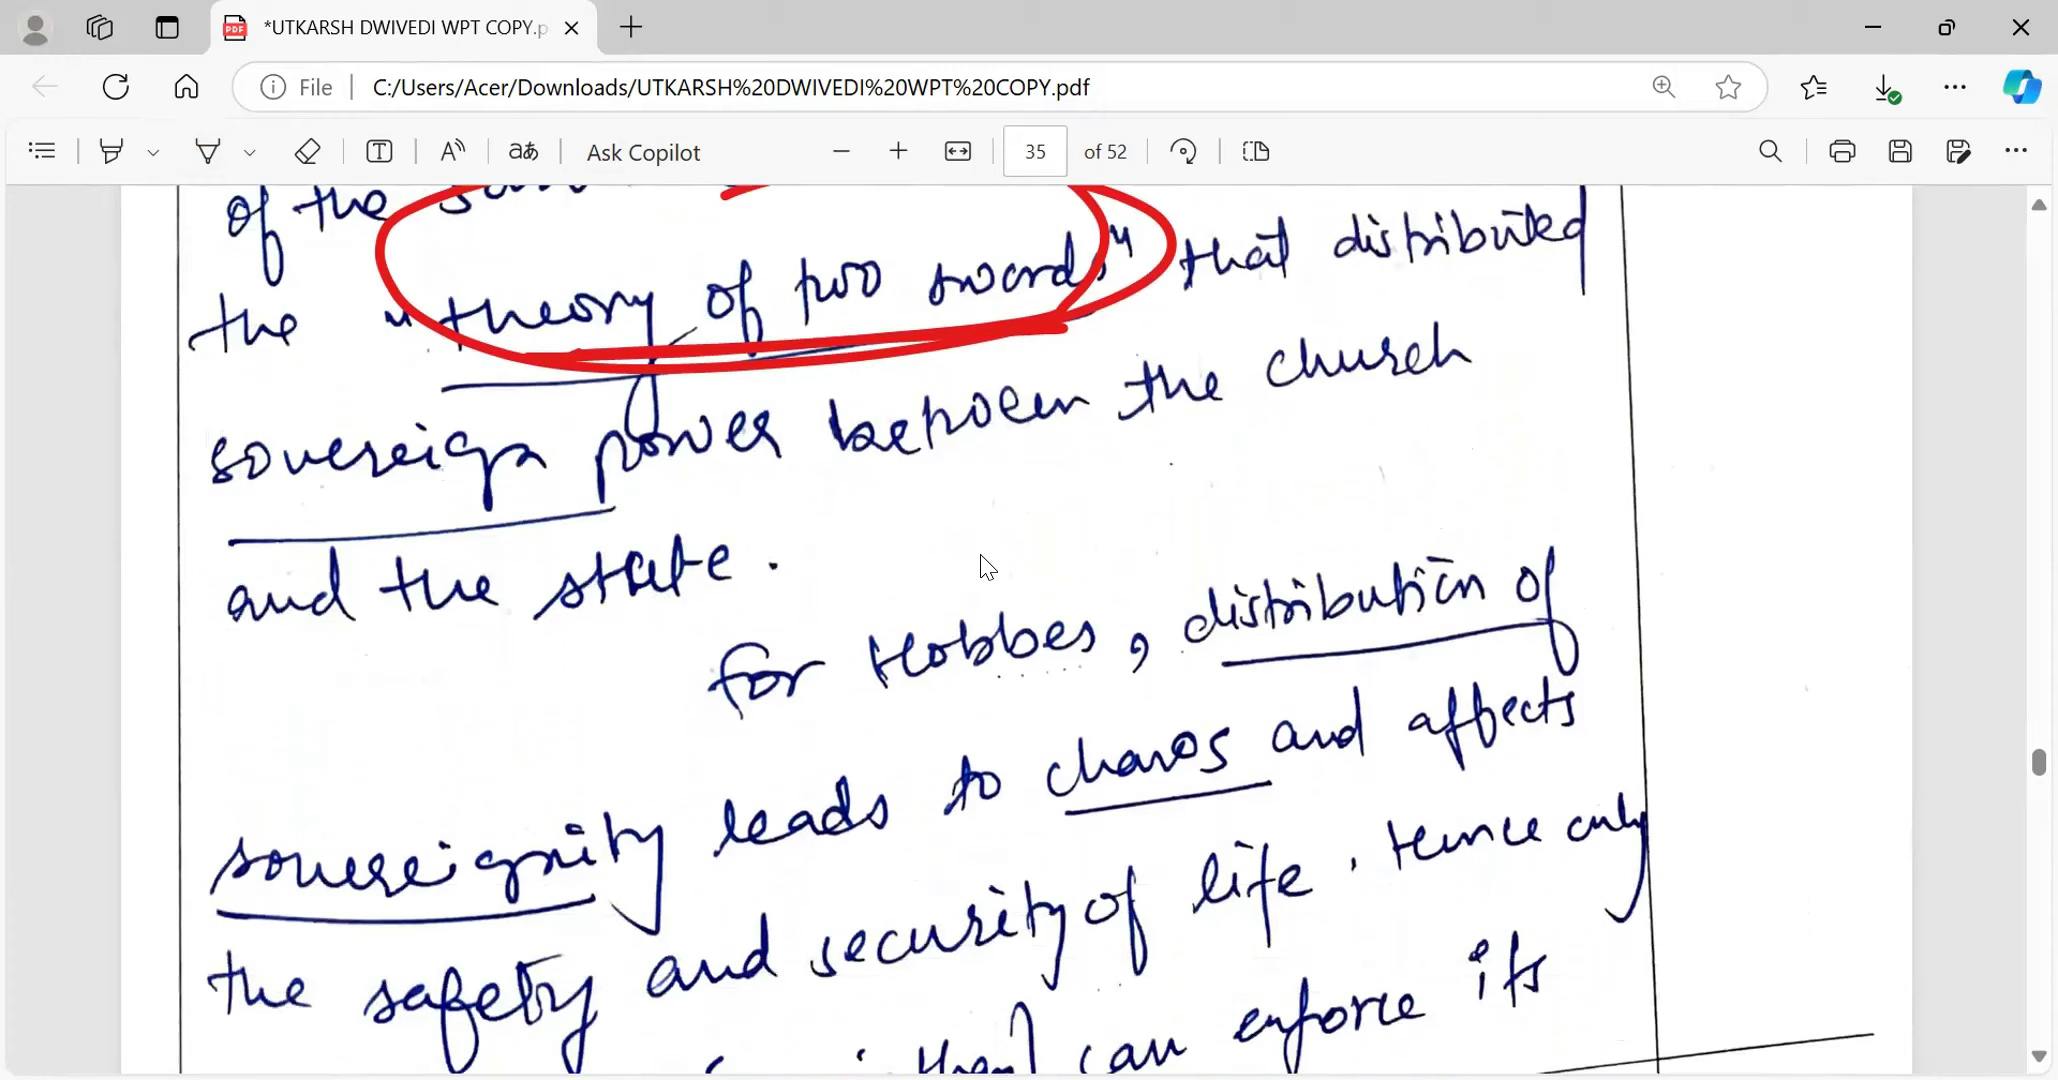 *UTKARSH DWIVEDI WPT COPY.p
File
C:/Users/Acer/Downloads/UTKARSH%20DWIVEDI%20WPT%20COPY.pdf
Ask Copilot
35 of 52
of the
the "theory of two swords" that distributed
sovereign power between the church
and the state.
for Hobbes, distribution of
sovereignity leads to chaos and affects
the safety and security of life. Hence only
can enforce its